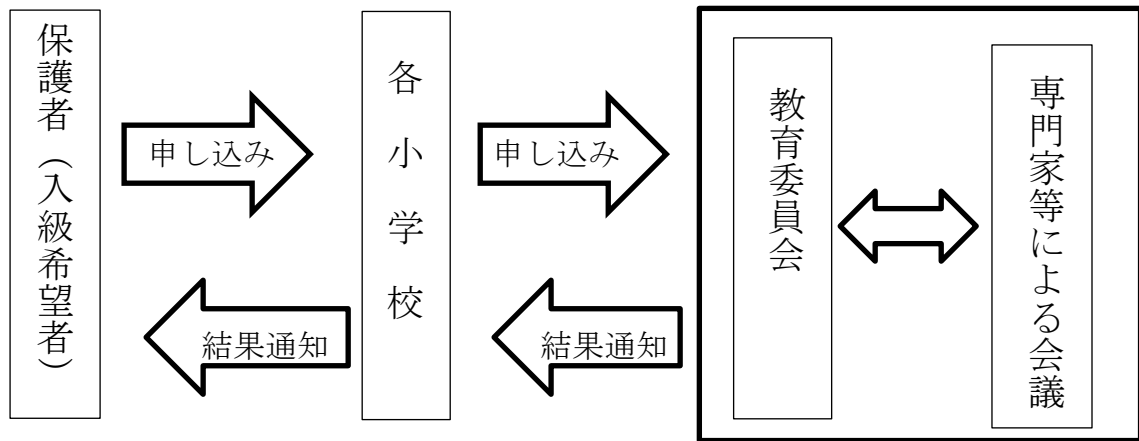 保護者（入級希望者）
申し込み
結果通知
各小学校
申し込み
結果通知
教育委員会
専門家等による会議